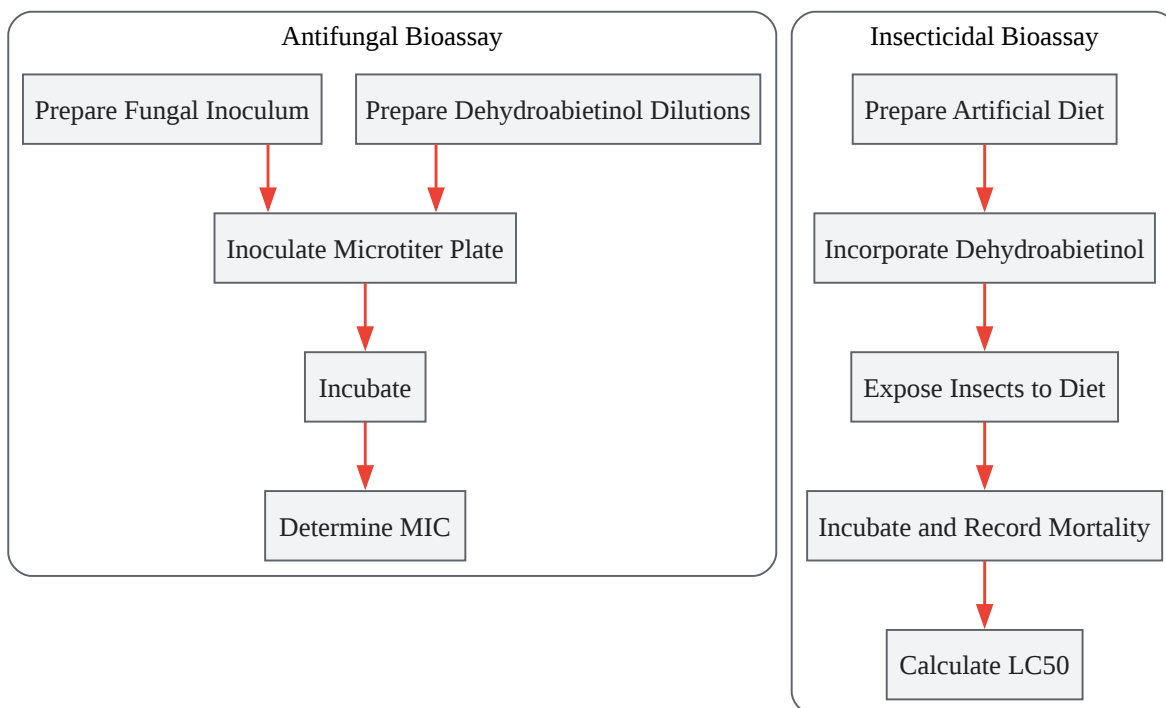 Antifungal Bioassay
Prepare Fungal Inoculum
Prepare Dehydroabietinol Dilutions
Inoculate Microtiter Plate
Incubate
Determine MIC
Insecticidal Bioassay
Prepare Artificial Diet
Incorporate Dehydroabietinol
Expose Insects to Diet
Incubate and Record Mortality
Calculate LC50